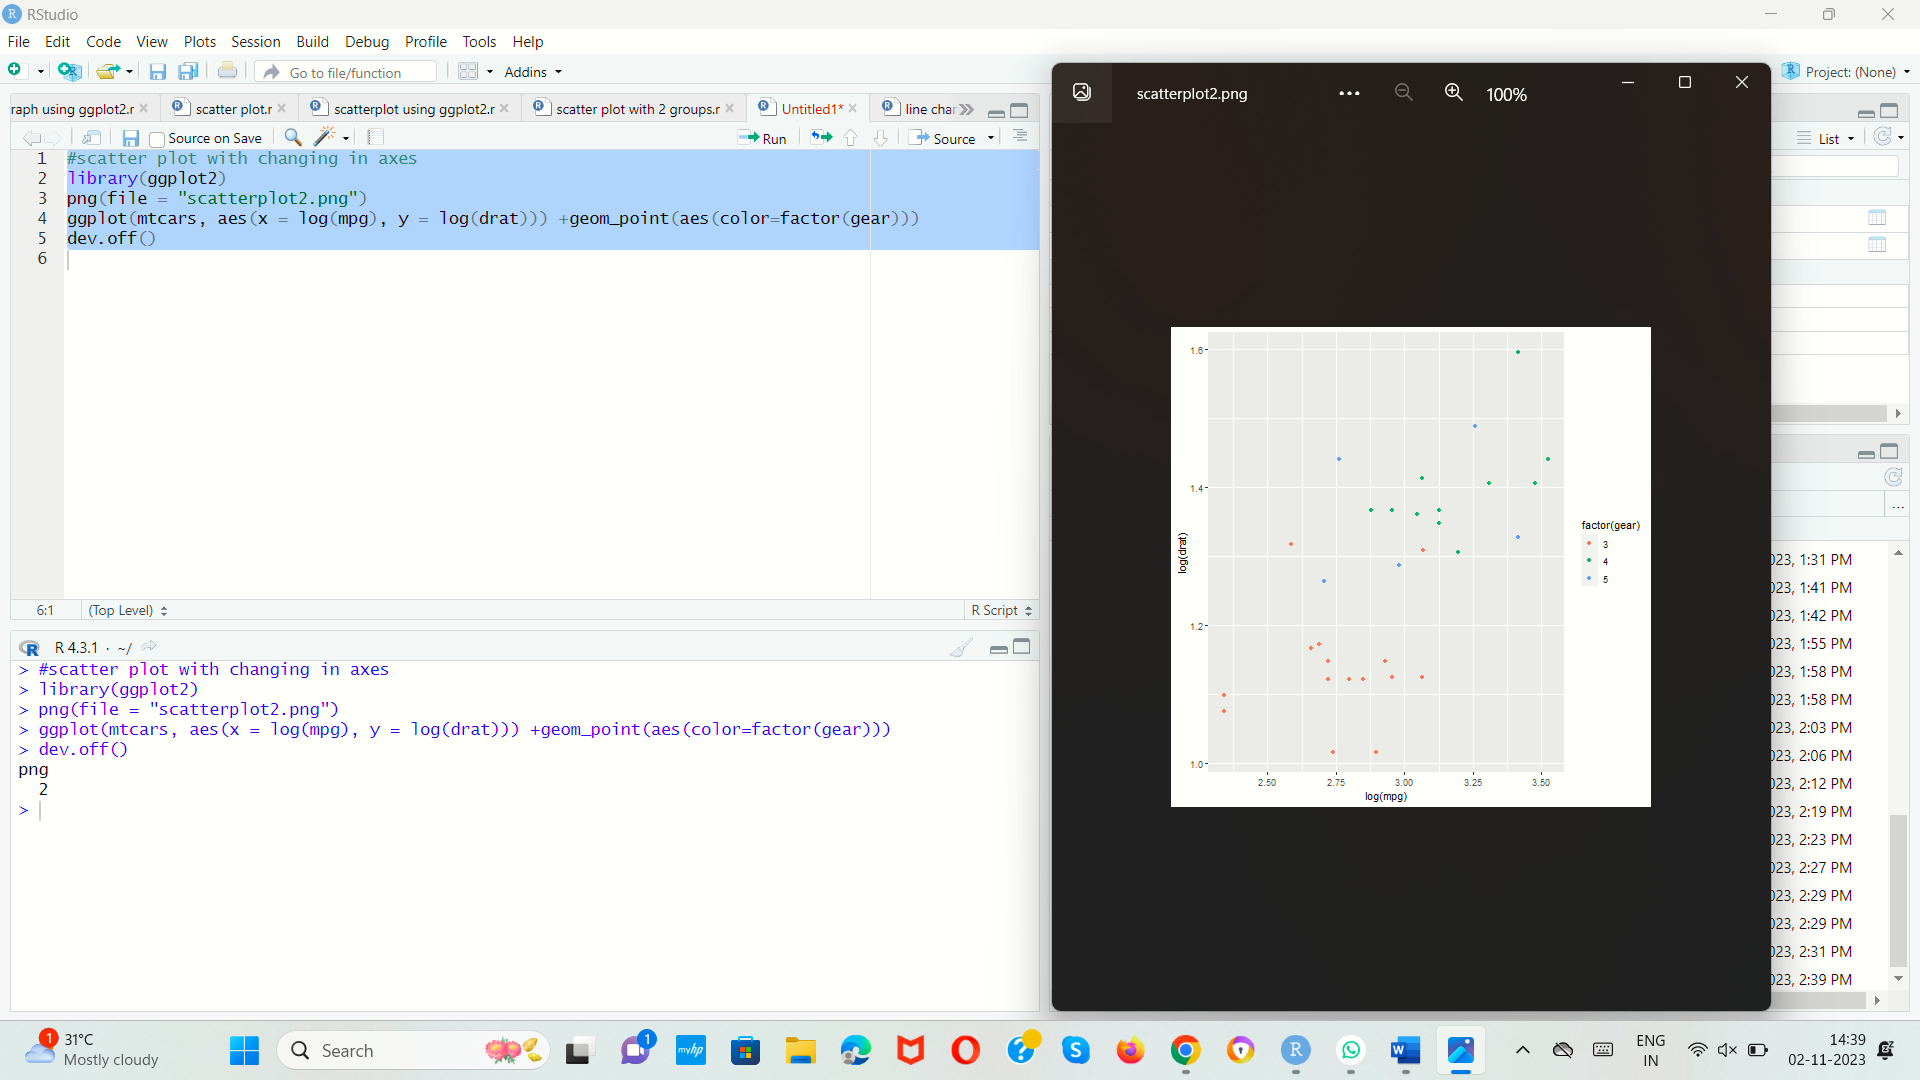 RStudio
File Edit Code View Plots Session Build Debug Profile Tools Help
Go to file/function Addins
Project: (None)
raph using ggplot2.r scatter plot.r scatterplot using ggplot2.r scatter plot with 2 groups.r Untitled1* line char
Source on Save Run Source
List
1 #scatter plot with changing in axes
2 library(ggplot2)
3 png(file = "scatterplot2.png")
4 ggplot(mtcars, aes(x = log(mpg), y = log(drat))) +geom_point(aes(color=factor(gear)))
5 dev.off()
6
6:1 (Top Level) R Script
R 4.3.1 · ~/
> #scatter plot with changing in axes
> library(ggplot2)
> png(file = "scatterplot2.png")
> ggplot(mtcars, aes(x = log(mpg), y = log(drat))) +geom_point(aes(color=factor(gear)))
> dev.off()
png
2
>
scatterplot2.png ... 100%
1.6
1.4
1.2
1.0
log(drat)
2.50 2.75 3.00 3.25 3.50
log(mpg)
factor(gear)
3
4
5
023, 1:31 PM
023, 1:41 PM
023, 1:42 PM
023, 1:55 PM
023, 1:58 PM
023, 1:58 PM
023, 2:03 PM
023, 2:06 PM
023, 2:12 PM
023, 2:19 PM
023, 2:23 PM
023, 2:27 PM
023, 2:29 PM
023, 2:29 PM
023, 2:31 PM
023, 2:39 PM
1 31°C
Mostly cloudy
Search
1
myhp
ENG
IN
14:39
02-11-2023